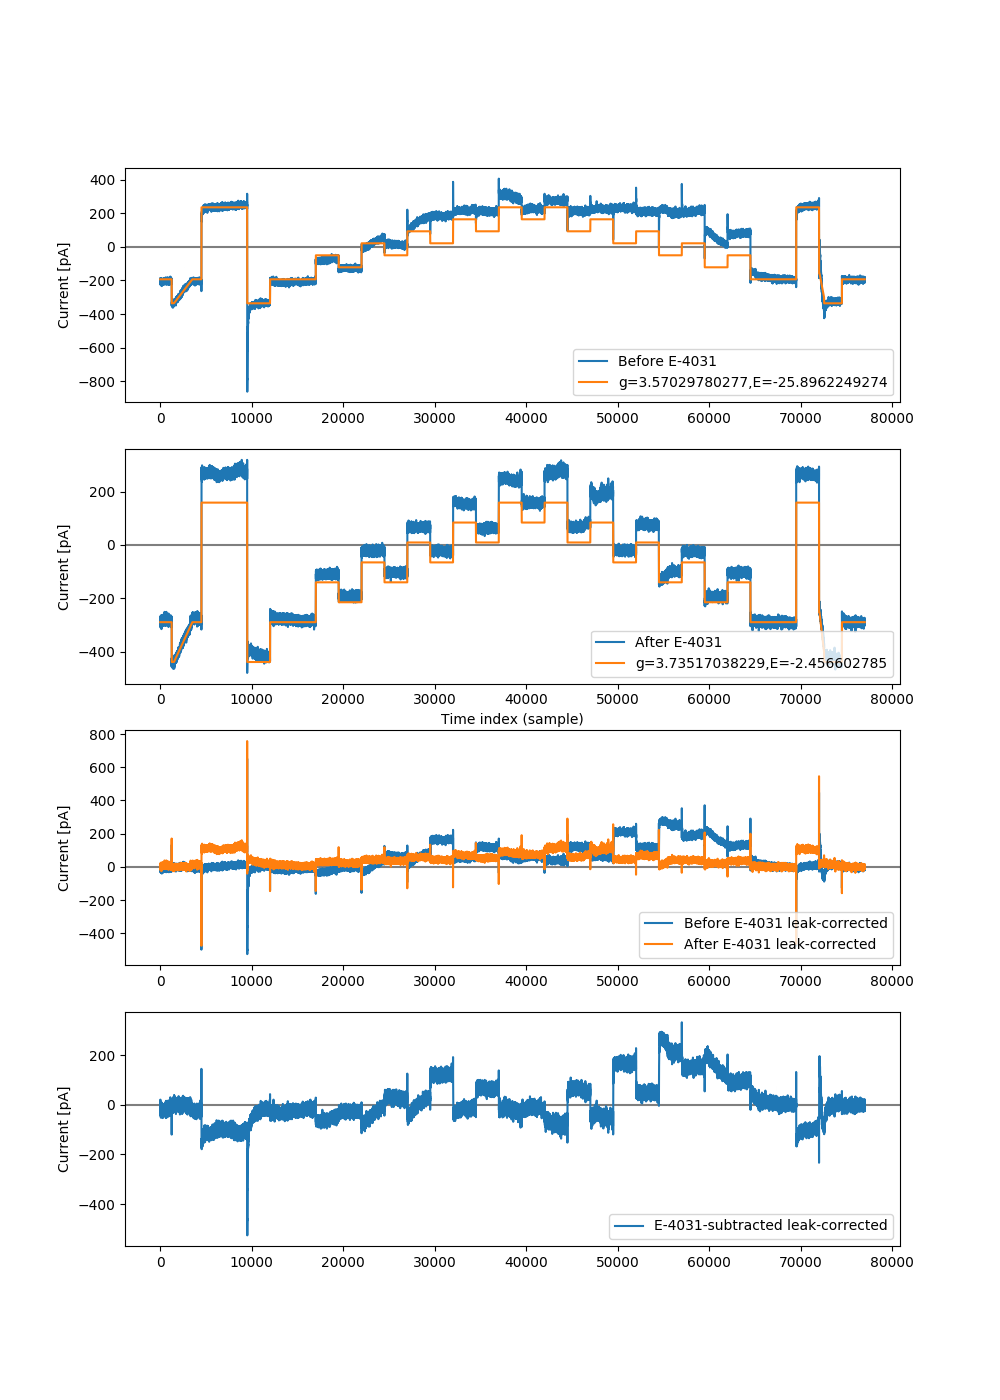 400
200
0
−200
−400
−600
−800
Current [pA]
Before E-4031
g=3.57029780277,E=-25.8962249274
0 10000 20000 30000 40000 50000 60000 70000 80000
200
0
−200
−400
Current [pA]
After E-4031
g=3.73517038229,E=-2.456602785
0 10000 20000 30000 40000 50000 60000 70000 80000
Time index (sample)
800
600
400
200
0
−200
−400
Current [pA]
Before E-4031 leak-corrected
After E-4031 leak-corrected
0 10000 20000 30000 40000 50000 60000 70000 80000
200
0
−200
−400
Current [pA]
E-4031-subtracted leak-corrected
0 10000 20000 30000 40000 50000 60000 70000 80000